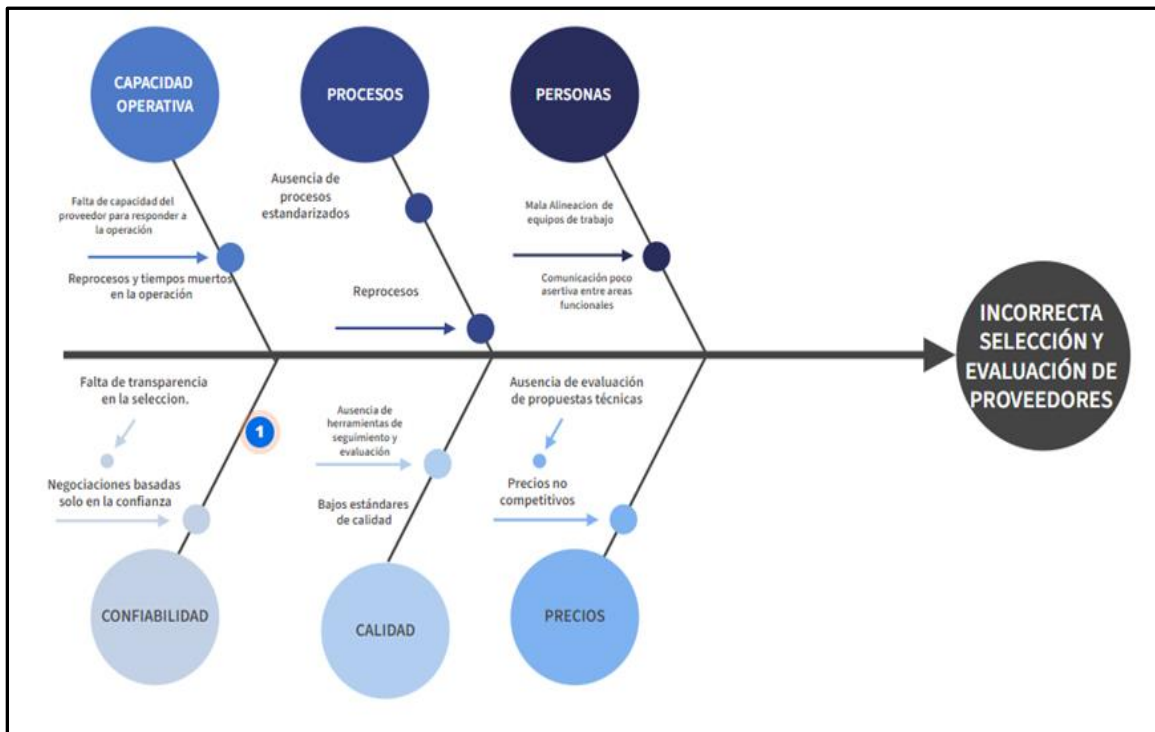 CAPACIDAD
OPERATIVA
PROCESOS
PERSONAS
Falta de capacidad del
proveedor para responder a
la operación
Reprocesos y tiempos muertos
en la operación
Ausencia de
procesos
estandarizados
Reprocesos
Mala Alineacion de
equipos de trabajo
Comunicación poco
asertiva entre areas
funcionales
INCORRECTA
SELECCIÓN Y
EVALUACIÓN DE
PROVEEDORES
Falta de transparencia
en la seleccion.
1
Negociaciones basadas
solo en la confianza
Ausencia de
herramientas de
seguimiento y
evaluación
Bajos estándares
de calidad
Ausencia de evaluación
de propuestas técnicas
Precios no
competitivos
CONFIABILIDAD
CALIDAD
PRECIOS